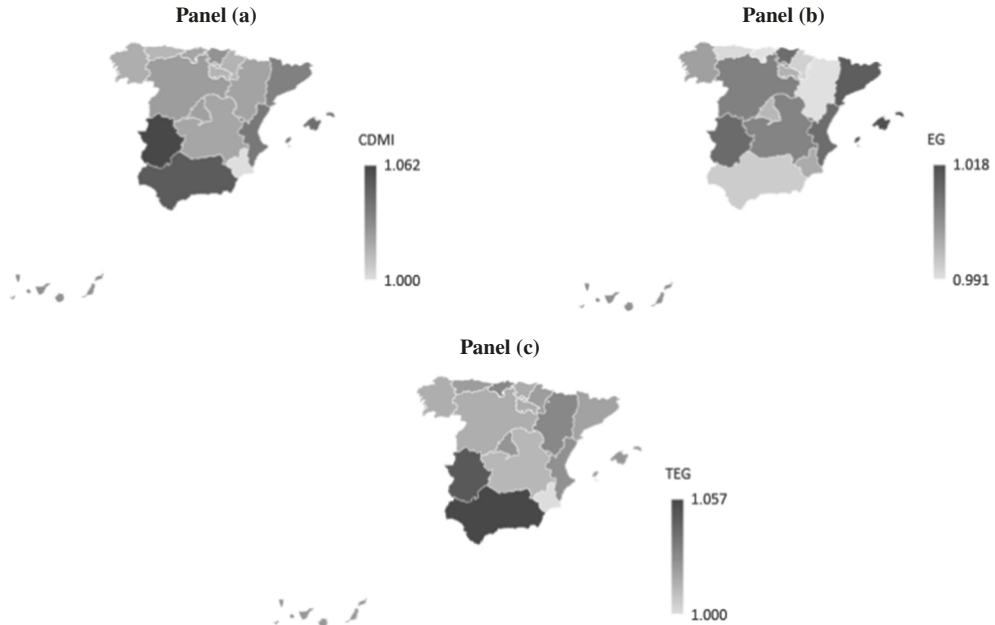 Panel (a)
CDMI
1.062
1.000
Panel (b)
EG
1.018
0.991
Panel (c)
TEG
1.057
1.000